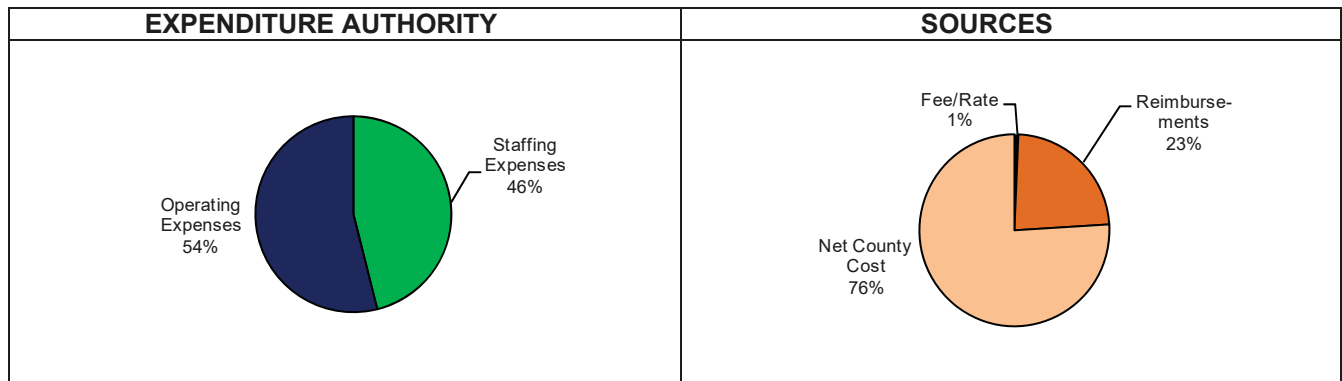 EXPENDITURE AUTHORITY
SOURCES
Staffing
Expenses
46%
Operating
Expenses
54%
Fee/Rate
1%
Reimburse-
ments
23%
Net County
Cost
76%